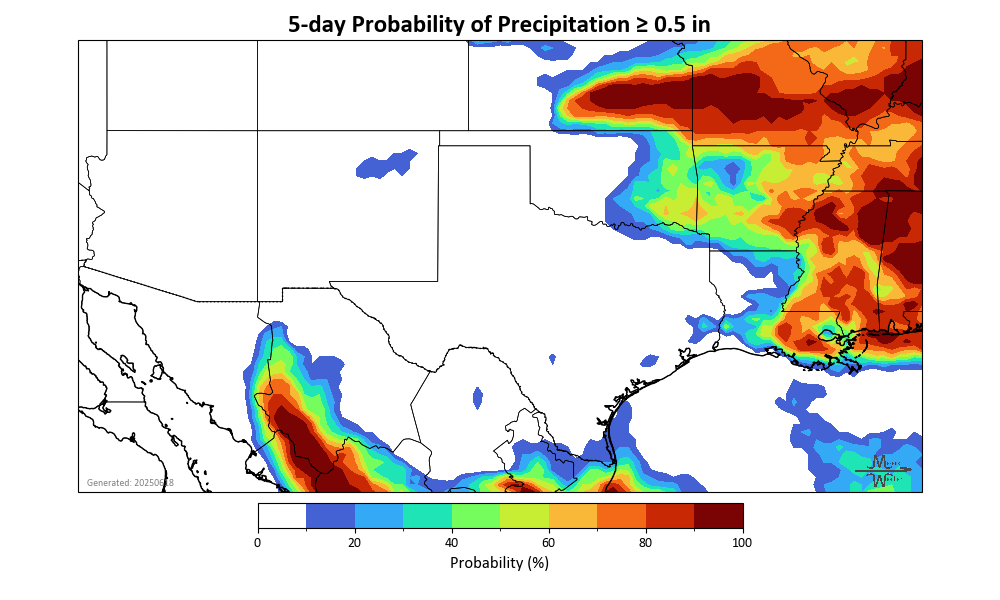 5-day Probability of Precipitation ≥ 0.5 in
Generated: 20250618
0 20 40 60 80 100
Probability (%)